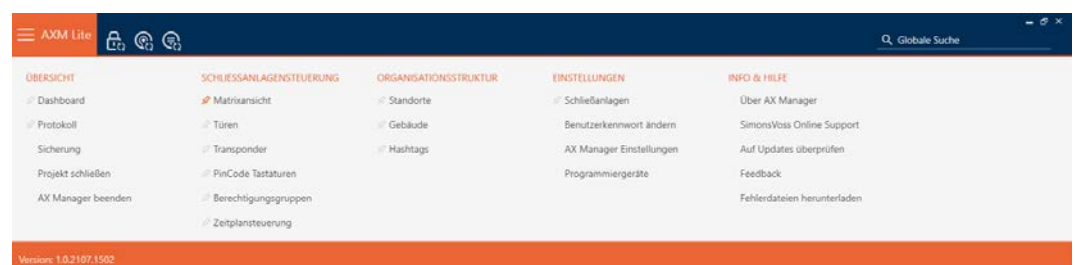 AXM Lite
Globale Suche
ÜBERSICHT
Dashboard
Protokoll
Sicherung
Projekt schließen
AX Manager beenden
SCHLIESSANLAGENSTEUERUNG
Matrixansicht
Türen
Transponder
PinCode Tastaturen
Berechtigungsgruppen
Zeitplansteuerung
ORGANISATIONSSTRUKTUR
Standorte
Gebäude
Hashtags
EINSTELLUNGEN
Schließanlagen
Benutzerkennwort ändern
AX Manager Einstellungen
Programmiergeräte
INFO & HILFE
Über AX Manager
SimonsVoss Online Support
Auf Updates überprüfen
Feedback
Fehlerdateien herunterladen
Version: 1.0.2107.1502